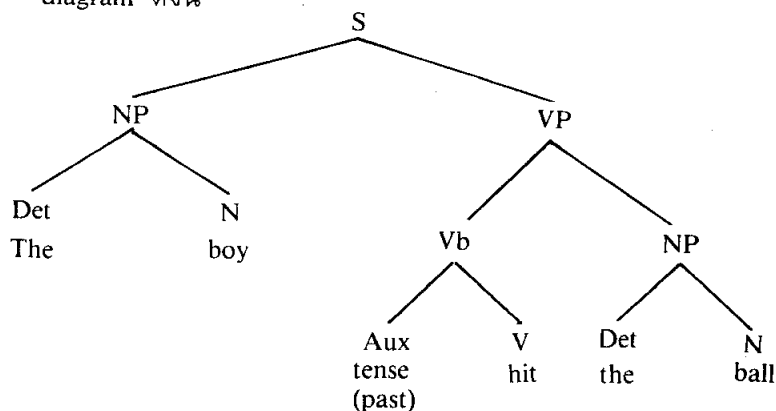 diagram
S
NP VP
Det N
The boy
Vb NP
Aux V Det N
tense hit the ball
(past)